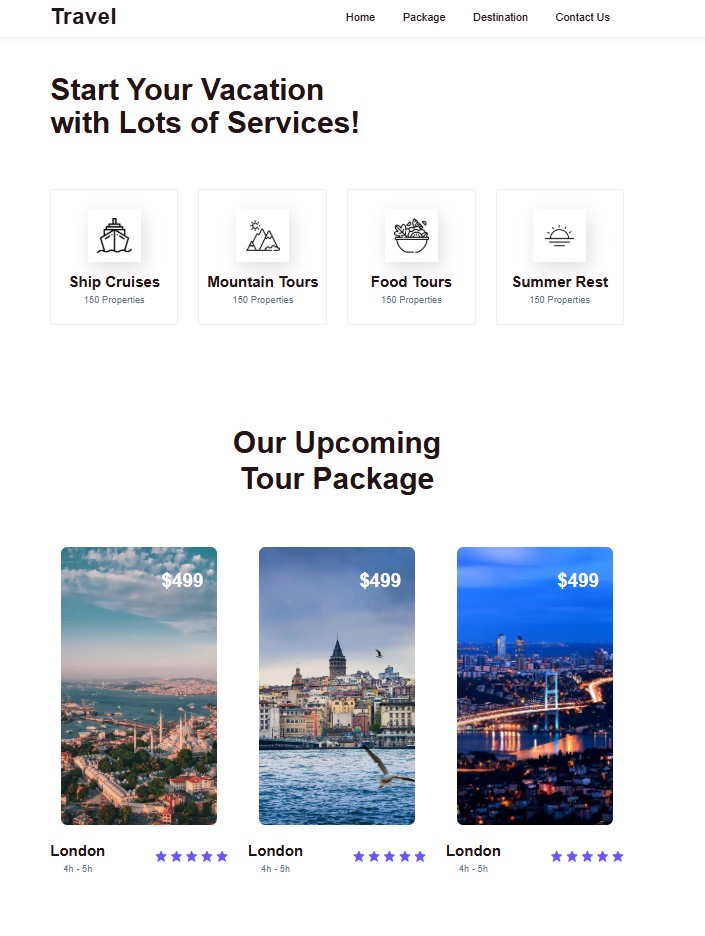 Travel
Home Package Destination Contact Us
Start Your Vacation
with Lots of Services!
Ship Cruises
150 Properties
Mountain Tours
150 Properties
Food Tours
150 Properties
Summer Rest
150 Properties
Our Upcoming
Tour Package
$499
London
4h - 5h
$499
London
4h - 5h
$499
London
4h - 5h